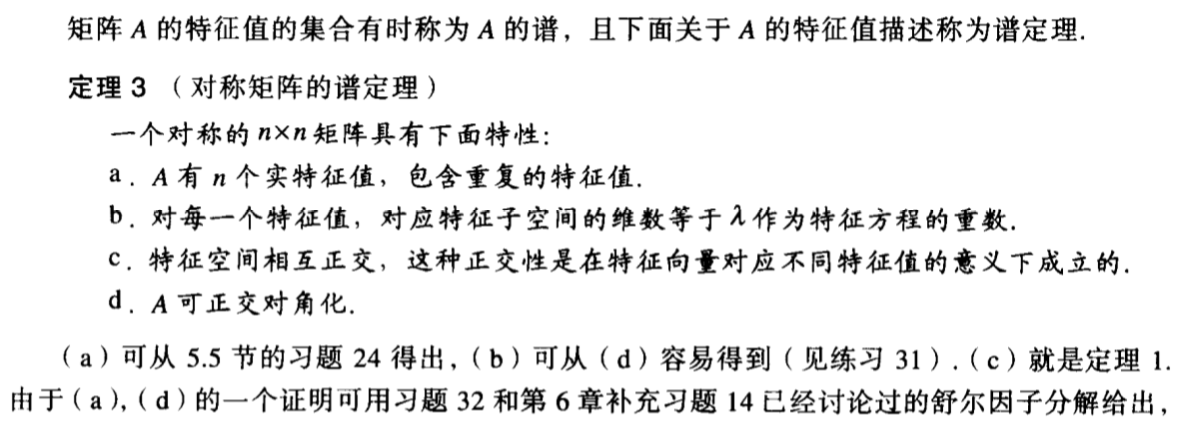 矩阵 A 的特征值的集合有时称为 A 的谱，且下面关于 A 的特征值描述称为谱定理.
定理 3 （对称矩阵的谱定理）
一个对称的 n×n 矩阵具有下面特性：
a. A 有 n 个实特征值，包含重复的特征值.
b. 对每一个特征值，对应特征子空间的维数等于 λ 作为特征方程的重数.
c. 特征空间相互正交，这种正交性是在特征向量对应不同特征值的意义下成立的.
d. A 可正交对角化.
（a）可从 5.5 节的习题 24 得出，（b）可从（d）容易得到（见练习 31）.（c）就是定理 1.
由于（a），（d）的一个证明可用习题 32 和第 6 章补充习题 14 已经讨论过的舒尔因子分解给出，